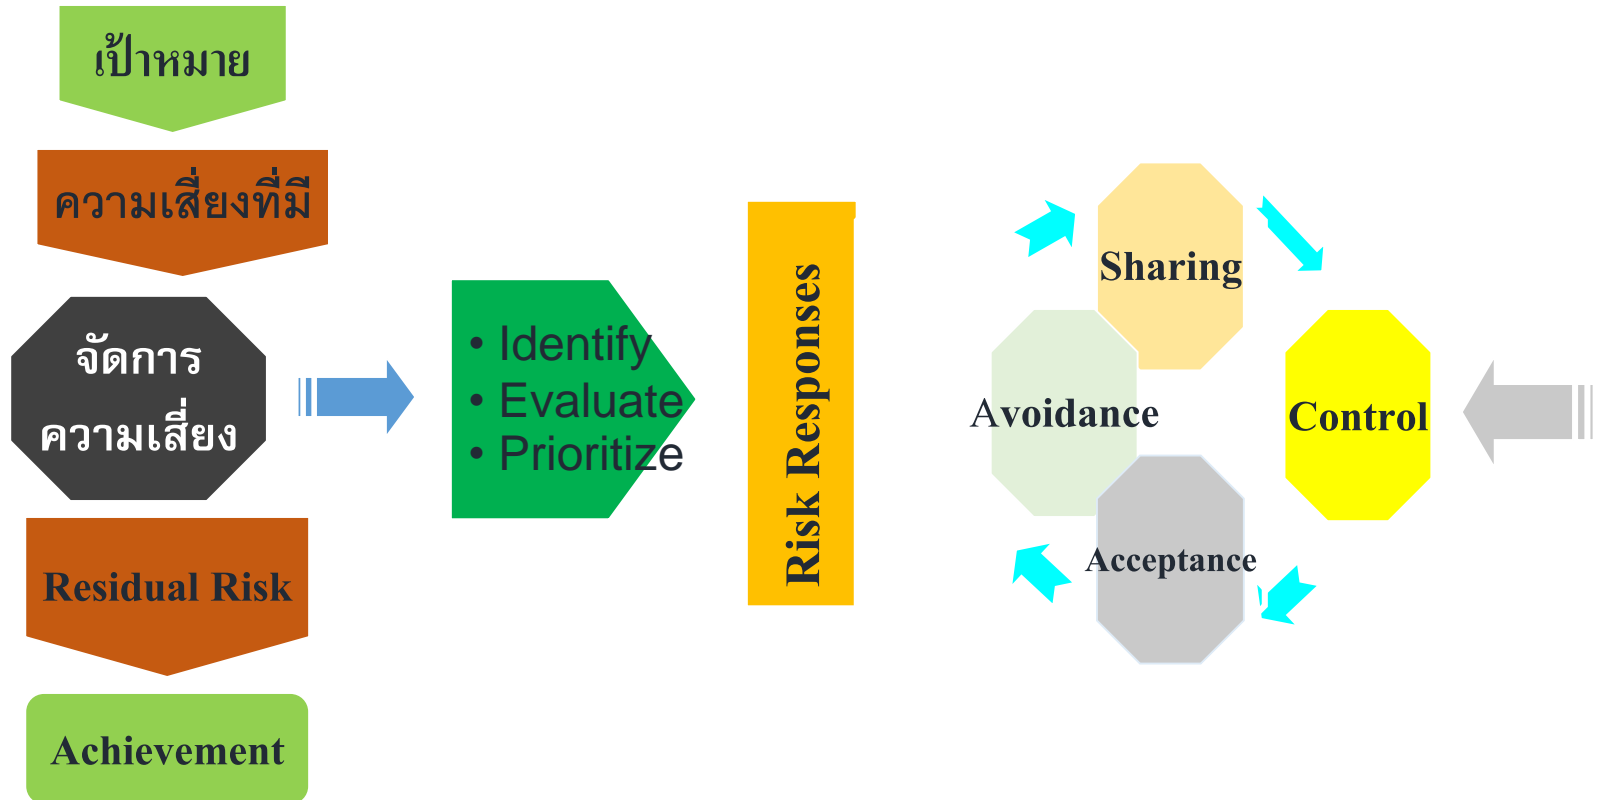 เป้าหมาย
ความเสี่ยงที่มี
จัดการ
ความเสี่ยง
Residual Risk
Achievement
• Identify
• Evaluate
• Prioritize
Risk Responses
Sharing
Avoidance
Control
Acceptance